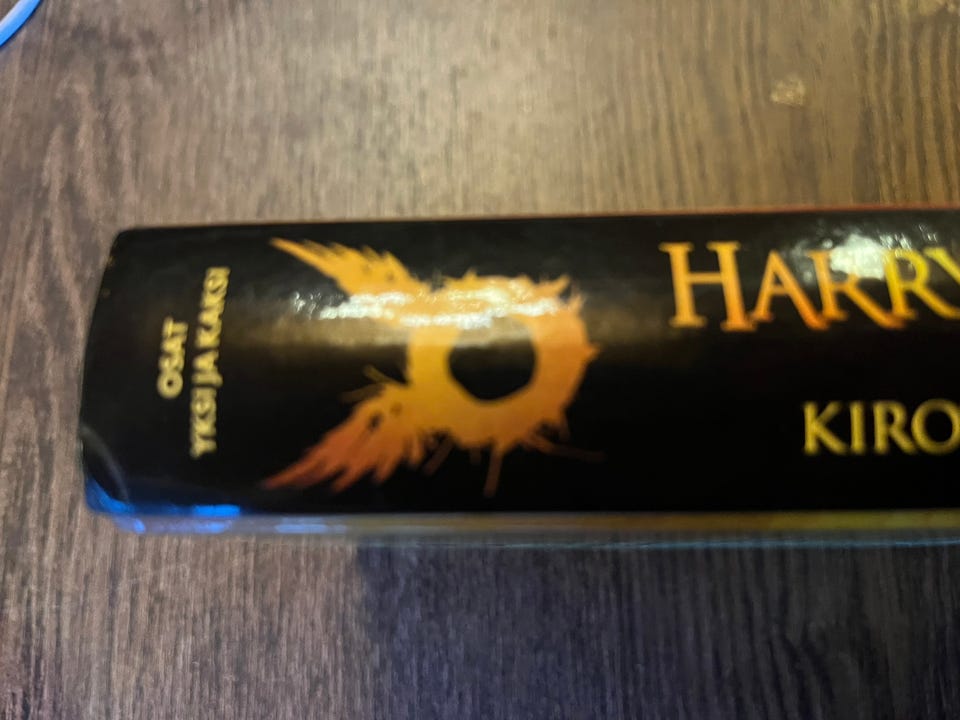 OSAT
YKSI JA KAKSI
HARRY
KIRO